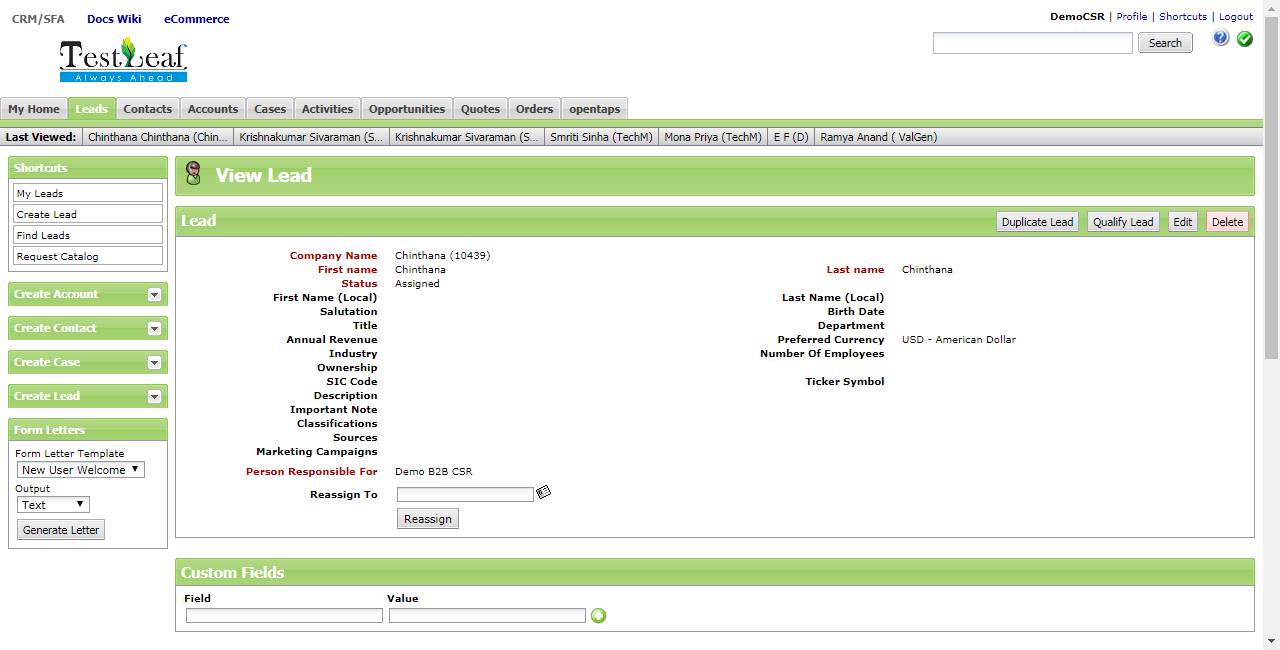 CRM/SFA Docs Wiki eCommerce
DemoCSR | Profile | Shortcuts | Logout
TestLeaf
Always Ahead
Search
My Home Leads Contacts Accounts Cases Activities Opportunities Quotes Orders opentaps
Last Viewed: Chinthana Chinthana (Chin... Krishnakumar Sivaraman (S... Krishnakumar Sivaraman (S... Smriti Sinha (TechM) Mona Priya (TechM) E F (D) Ramya Anand ( ValGen)
Shortcuts
My Leads
Create Lead
Find Leads
Request Catalog
Create Account
Create Contact
Create Case
Create Lead
Form Letters
Form Letter Template
New User Welcome
Output
Text
Generate Letter
View Lead
Lead
Duplicate Lead Qualify Lead Edit Delete
Company Name Chinthana (10439)
First name Chinthana Last name Chinthana
Status Assigned
First Name (Local) Last Name (Local)
Salutation Birth Date
Title Department
Annual Revenue Preferred Currency USD - American Dollar
Industry Number Of Employees
Ownership
SIC Code Ticker Symbol
Description
Important Note
Classifications
Sources
Marketing Campaigns
Person Responsible For Demo B2B CSR
Reassign To
Reassign
Custom Fields
Field Value